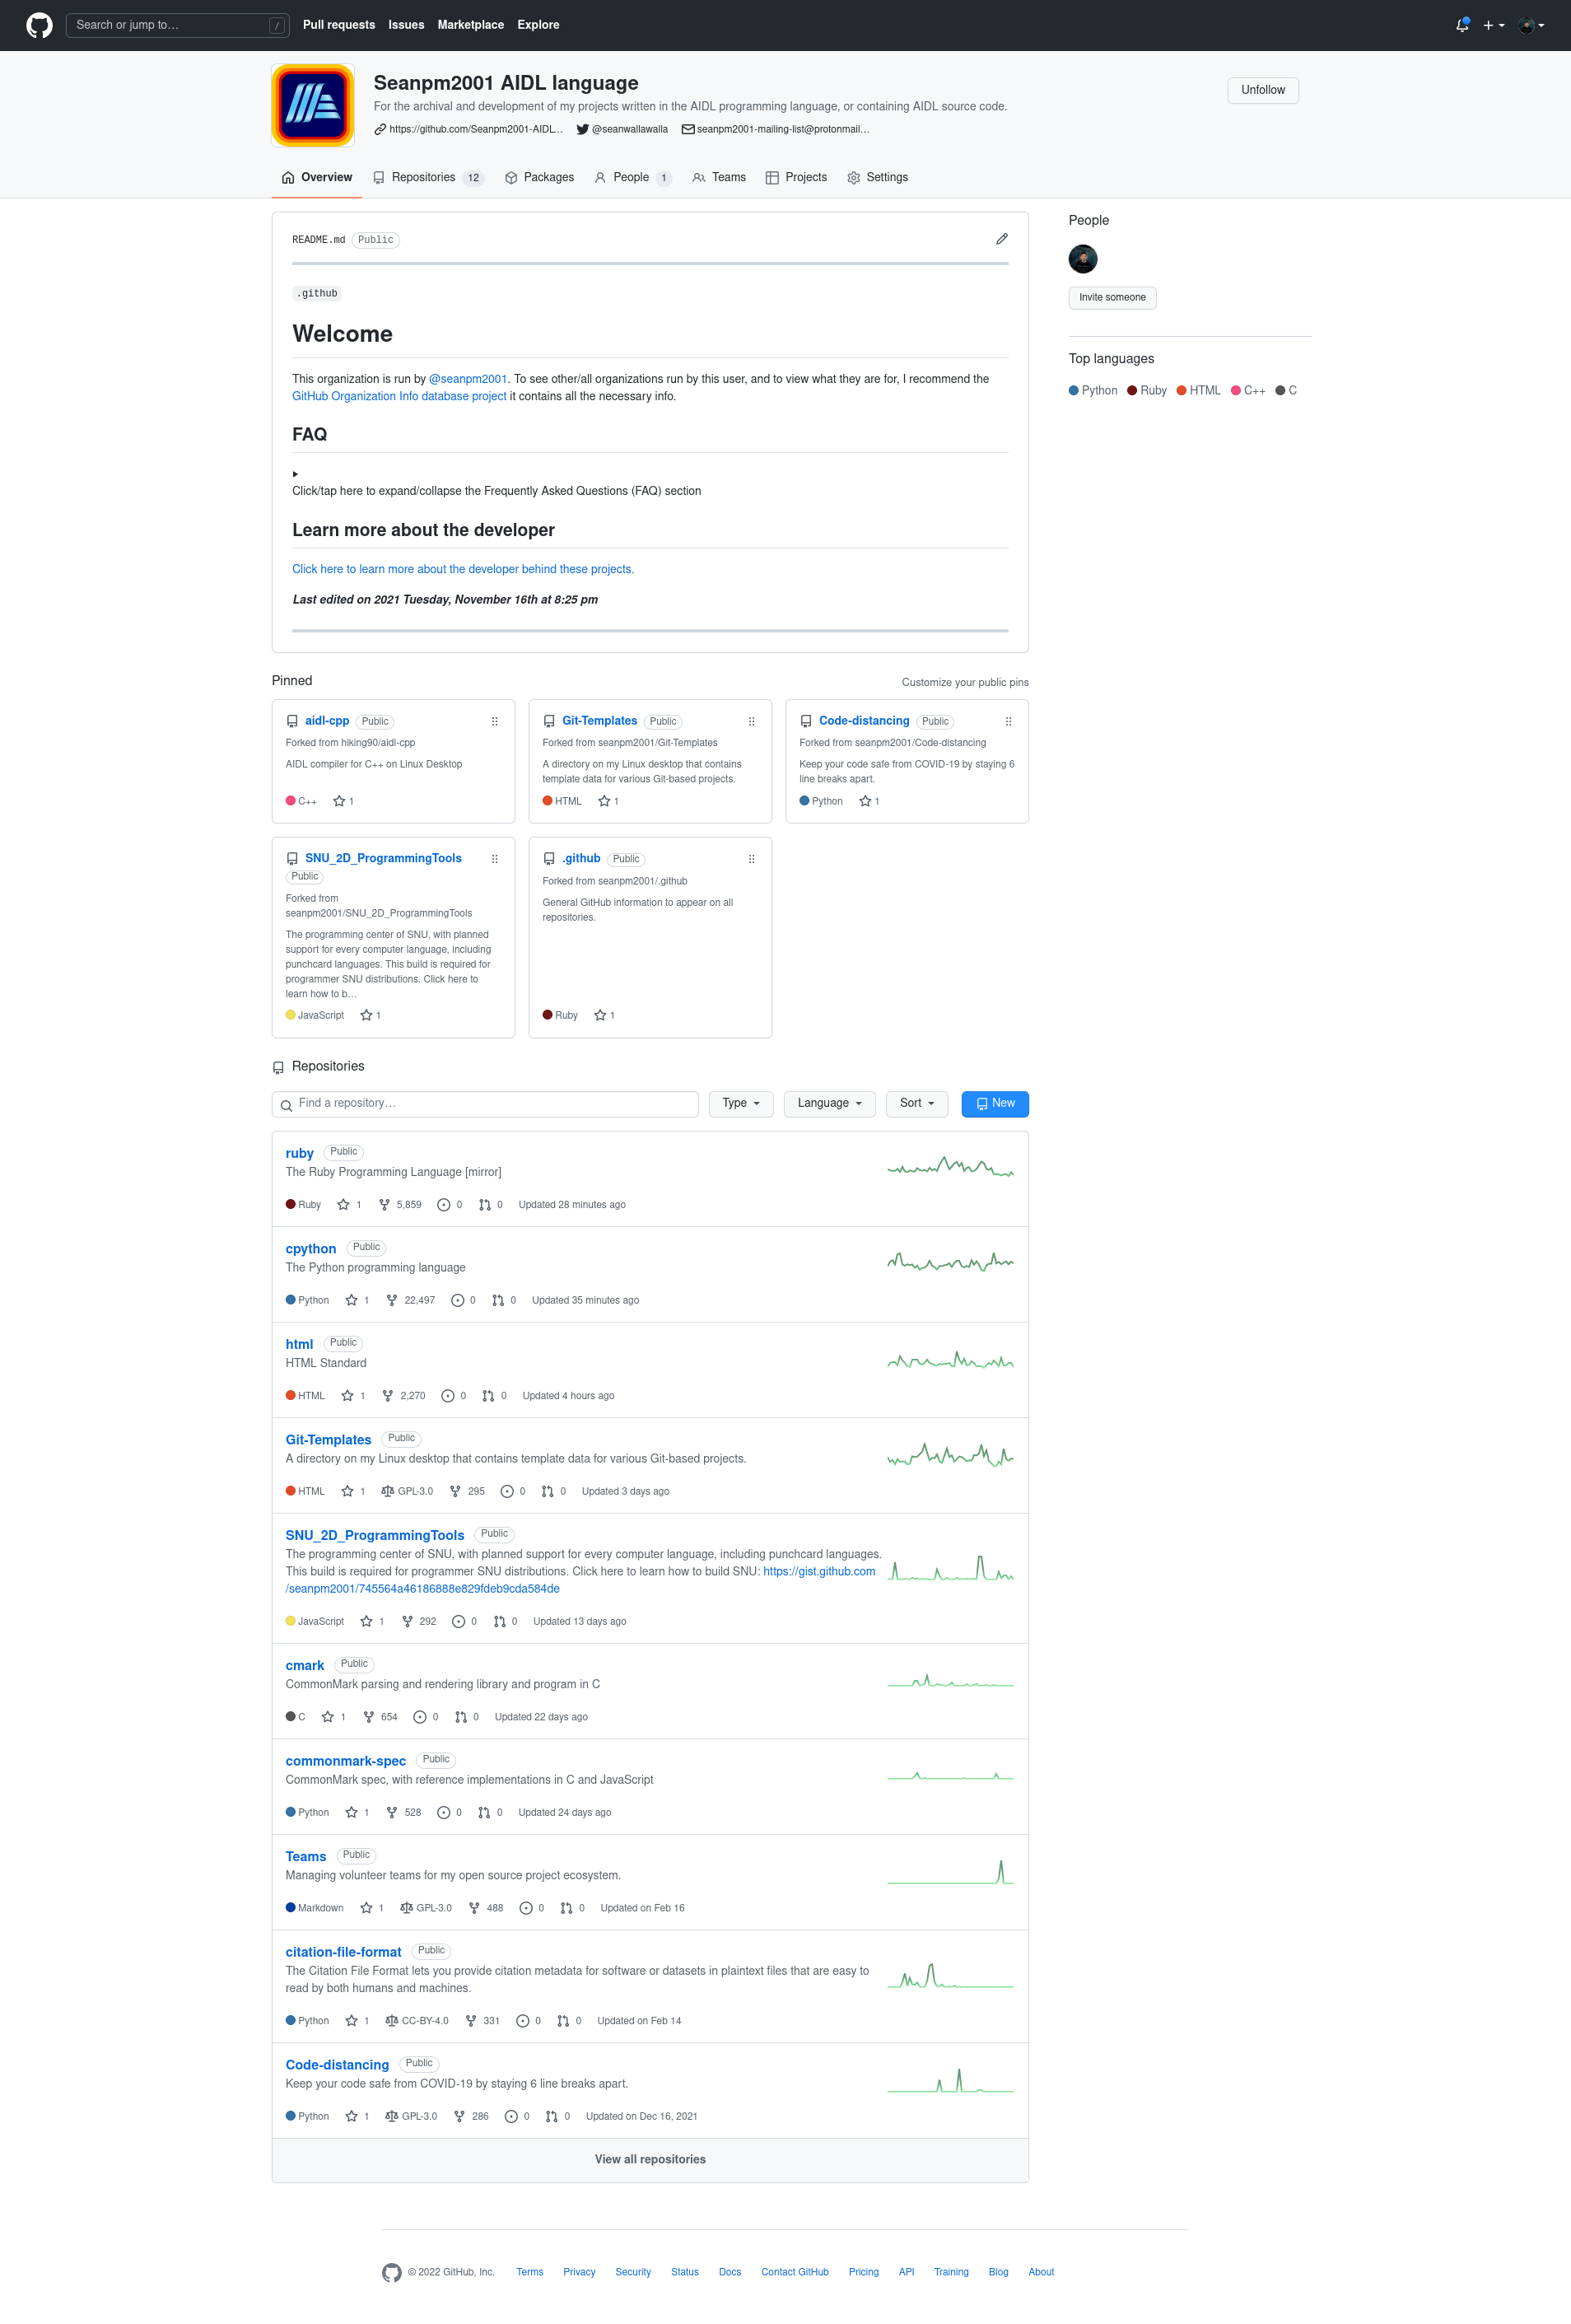 Search or jump to…
/
Pull requests
Issues
Marketplace
Explore
Seanpm2001 AIDL language
For the archival and development of my projects written in the AIDL programming language, or containing AIDL source code.
https://github.com/Seanpm2001-AIDL… @seanwallawalla seanpm2001-mailing-list@protonmail…
Unfollow
Overview
Repositories 12
Packages
People 1
Teams
Projects
Settings
README.md Public
.github
Welcome
This organization is run by @seanpm2001. To see other/all organizations run by this user, and to view what they are for, I recommend the
GitHub Organization Info database project it contains all the necessary info.
FAQ
Click/tap here to expand/collapse the Frequently Asked Questions (FAQ) section
Learn more about the developer
Click here to learn more about the developer behind these projects.
Last edited on 2021 Tuesday, November 16th at 8:25 pm
People
Invite someone
Top languages
Python Ruby HTML C++ C
Pinned
Customize your public pins
aidl-cpp Public
Forked from hiking90/aidl-cpp
AIDL compiler for C++ on Linux Desktop
C++ 1
Git-Templates Public
Forked from seanpm2001/Git-Templates
A directory on my Linux desktop that contains
template data for various Git-based projects.
HTML 1
Code-distancing Public
Forked from seanpm2001/Code-distancing
Keep your code safe from COVID-19 by staying 6
line breaks apart.
Python 1
SNU_2D_ProgrammingTools
Public
Forked from
seanpm2001/SNU_2D_ProgrammingTools
The programming center of SNU, with planned
support for every computer language, including
punchcard languages. This build is required for
programmer SNU distributions. Click here to
learn how to b…
JavaScript 1
.github Public
Forked from seanpm2001/.github
General GitHub information to appear on all
repositories.
Ruby 1
Repositories
Find a repository…
Type
Language
Sort
New
ruby Public
The Ruby Programming Language [mirror]
Ruby 1 5,859 0 0 Updated 28 minutes ago
cpython Public
The Python programming language
Python 1 22,497 0 0 Updated 35 minutes ago
html Public
HTML Standard
HTML 1 2,270 0 0 Updated 4 hours ago
Git-Templates Public
A directory on my Linux desktop that contains template data for various Git-based projects.
HTML 1 GPL-3.0 295 0 0 Updated 3 days ago
SNU_2D_ProgrammingTools Public
The programming center of SNU, with planned support for every computer language, including punchcard languages.
This build is required for programmer SNU distributions. Click here to learn how to build SNU: https://gist.github.com
/seanpm2001/745564a46186888e829fdeb9cda584de
JavaScript 1 292 0 0 Updated 13 days ago
cmark Public
CommonMark parsing and rendering library and program in C
C 1 654 0 0 Updated 22 days ago
commonmark-spec Public
CommonMark spec, with reference implementations in C and JavaScript
Python 1 528 0 0 Updated 24 days ago
Teams Public
Managing volunteer teams for my open source project ecosystem.
Markdown 1 GPL-3.0 488 0 0 Updated on Feb 16
citation-file-format Public
The Citation File Format lets you provide citation metadata for software or datasets in plaintext files that are easy to
read by both humans and machines.
Python 1 CC-BY-4.0 331 0 0 Updated on Feb 14
Code-distancing Public
Keep your code safe from COVID-19 by staying 6 line breaks apart.
Python 1 GPL-3.0 286 0 0 Updated on Dec 16, 2021
View all repositories
© 2022 GitHub, Inc. Terms Privacy Security Status Docs Contact GitHub Pricing API Training Blog About